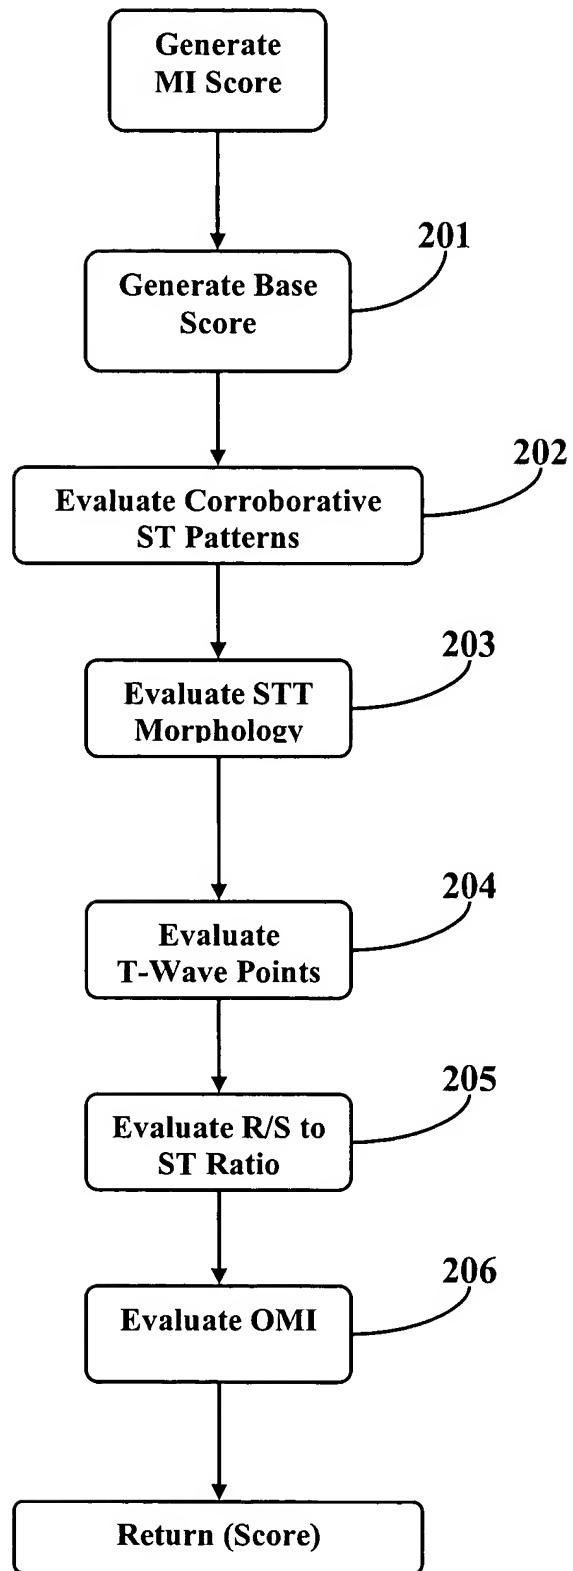 Generate
MI Score
201
Generate Base
Score
202
Evaluate Corroborative
ST Patterns
203
Evaluate STT
Morphology
204
Evaluate
T-Wave Points
205
Evaluate R/S to
ST Ratio
206
Evaluate OMI
Return (Score)